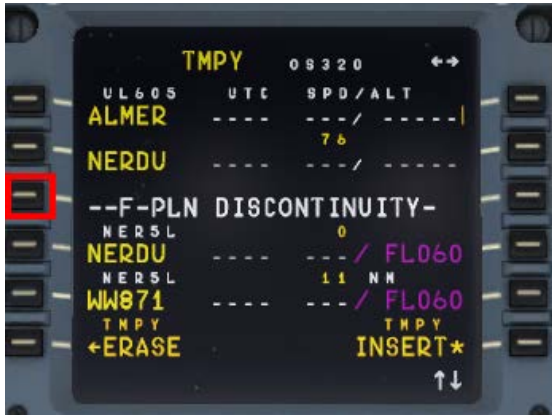 TMPY OS320 ←→
UL605 UTC SPD/ALT
ALMER ---- ---/ -----
76
NERDU ---- ---/ -----
--F-PLN DISCONTINUITY-
NER5L 0
NERDU ---- ---/ FL060
NER5L 11 NM
WW871 ---- ---/ FL060
TMPY TMPY
←ERASE INSERT*
↑↓